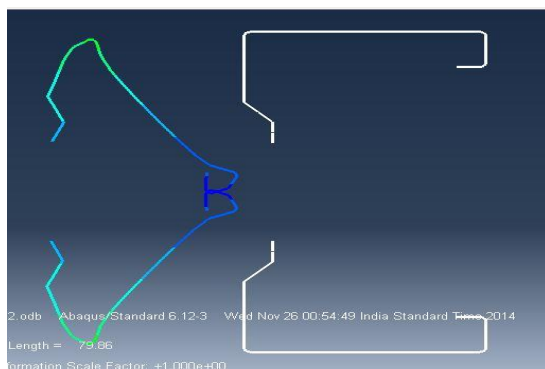 2.odb Abaqus/Standard 6.12-3 Wed Nov 26 00:54:49 India Standard Time 2014
Length = 79.86
formation Scale Factor: +1.000e+00